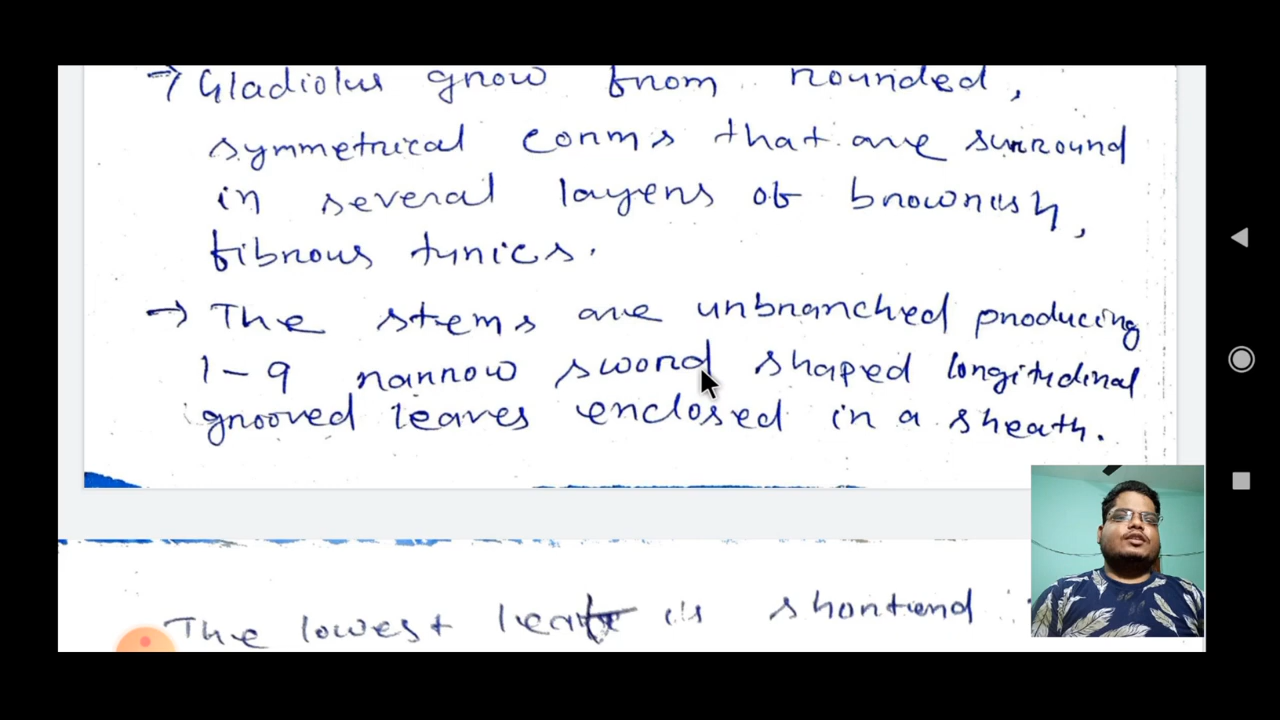 → Gladiolus grow from rounded,
symmetrical corms that are surround
in several layers of brownish,
fibrous tunics.
→ The stems are unbranched producing
1-9 narrow sword shaped longitudinal
grooved leaves enclosed in a sheath.
The lowest leaf is shortend